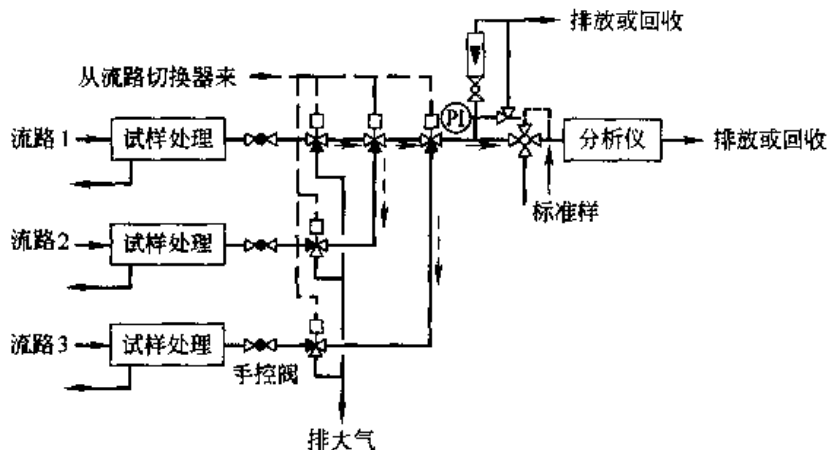 排放或回收
从流路切换器来
PI
流路1
试样处理
分析仪
排放或回收
标准样
流路2
试样处理
流路3
试样处理
手控阀
排大气